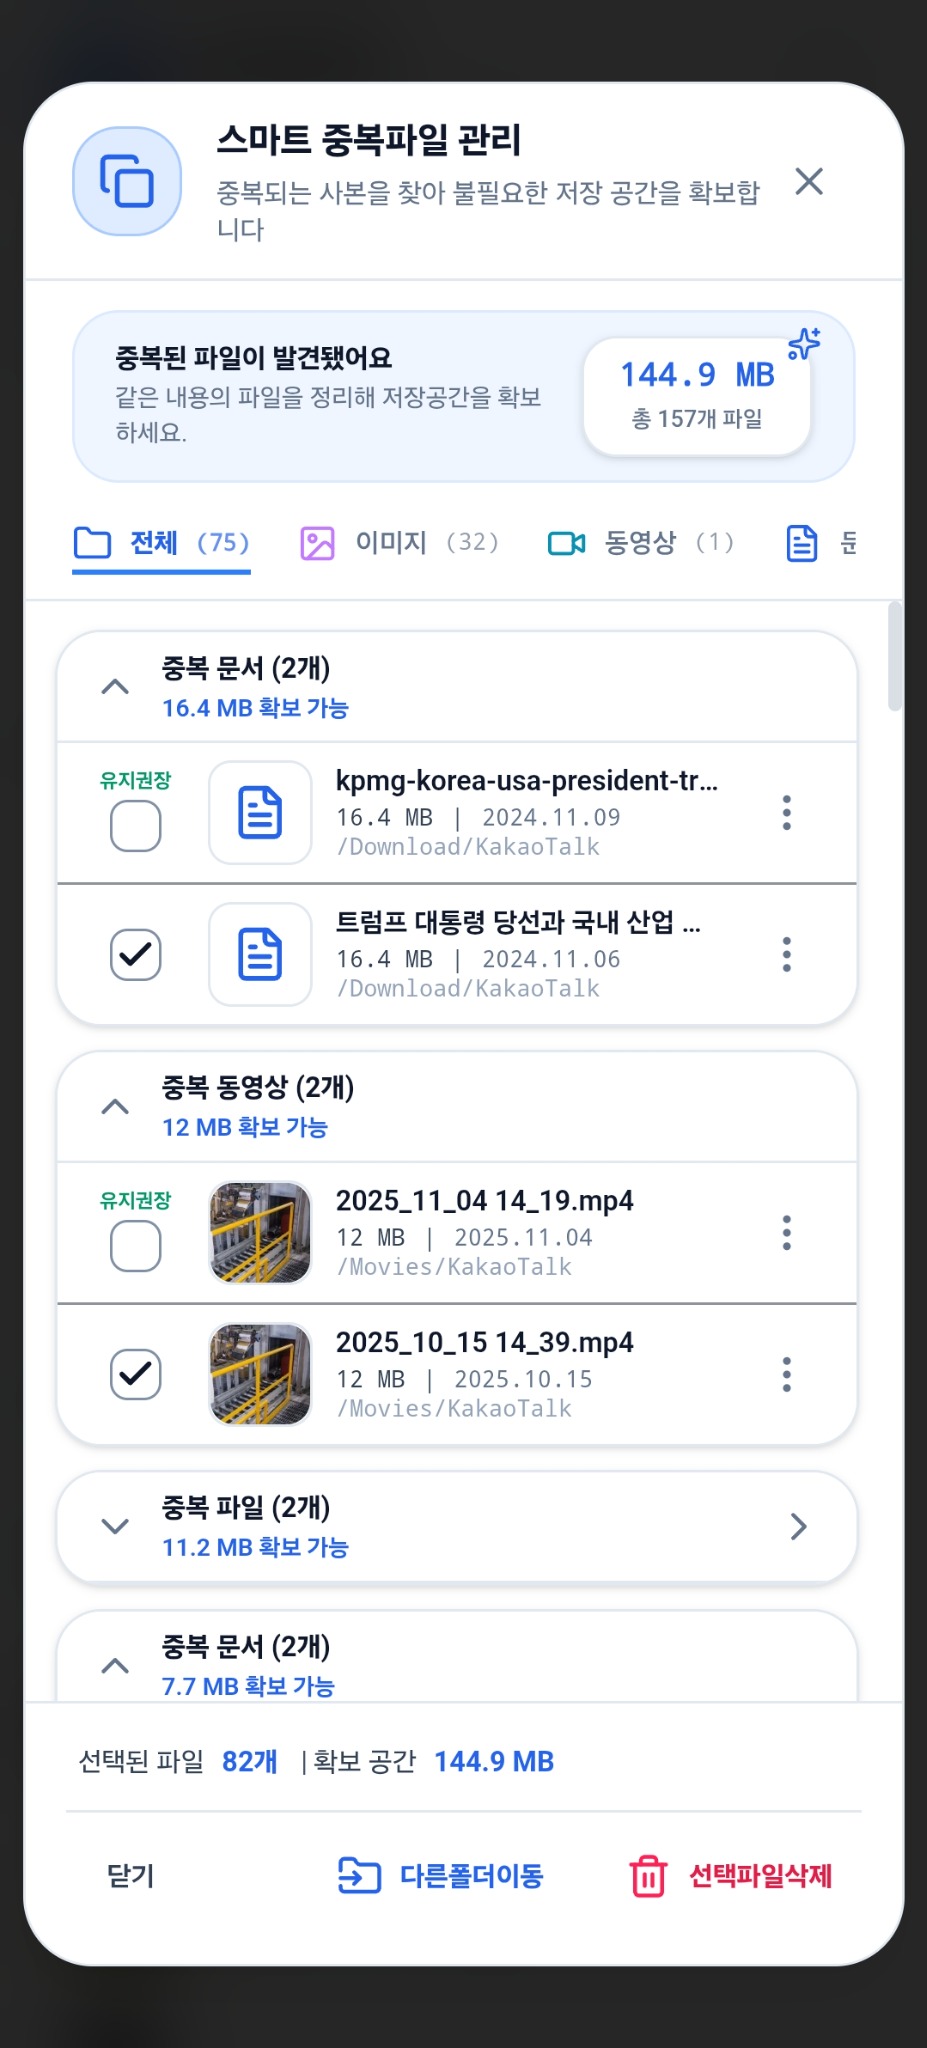 스마트 중복파일 관리
중복되는 사본을 찾아 불필요한 저장 공간을 확보합
니다
중복된 파일이 발견됐어요
같은 내용의 파일을 정리해 저장공간을 확보
하세요.
144.9 MB
총 157개 파일
전체 (75) 이미지 (32) 동영상 (1)
중복 문서 (2개)
16.4 MB 확보 가능
유지권장
kpmg-korea-usa-president-tr...
16.4 MB | 2024.11.09
/Download/KakaoTalk
트럼프 대통령 당선과 국내 산업 ...
16.4 MB | 2024.11.06
/Download/KakaoTalk
중복 동영상 (2개)
12 MB 확보 가능
유지권장
2025_11_04 14_19.mp4
12 MB | 2025.11.04
/Movies/KakaoTalk
2025_10_15 14_39.mp4
12 MB | 2025.10.15
/Movies/KakaoTalk
중복 파일 (2개)
11.2 MB 확보 가능
중복 문서 (2개)
7.7 MB 확보 가능
선택된 파일 82개 | 확보 공간 144.9 MB
닫기 다른폴더이동 선택파일삭제